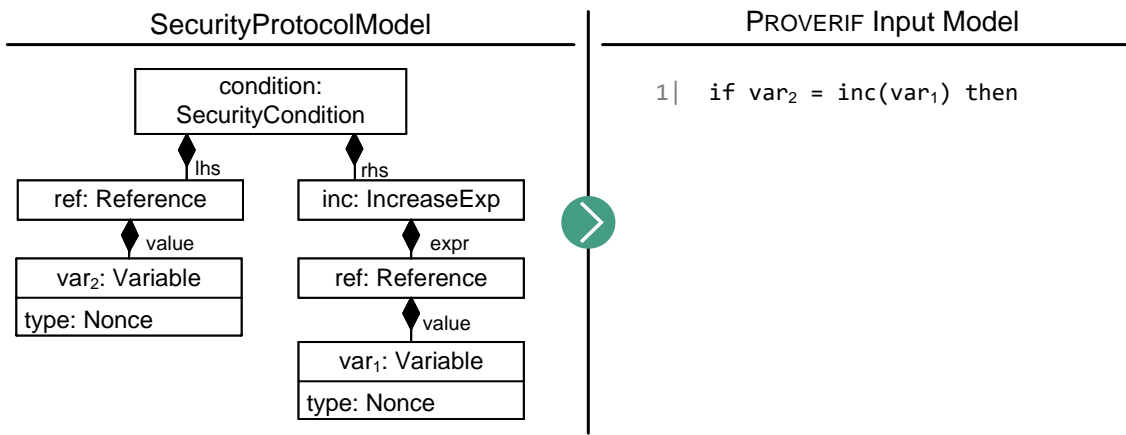 SecurityProtocolModel
condition:
SecurityCondition
lhs
rhs
ref: Reference
inc: IncreaseExp
value
expr
var₂: Variable
type: Nonce
ref: Reference
value
var₁: Variable
type: Nonce
PROVERIF Input Model
1| if var₂ = inc(var₁) then